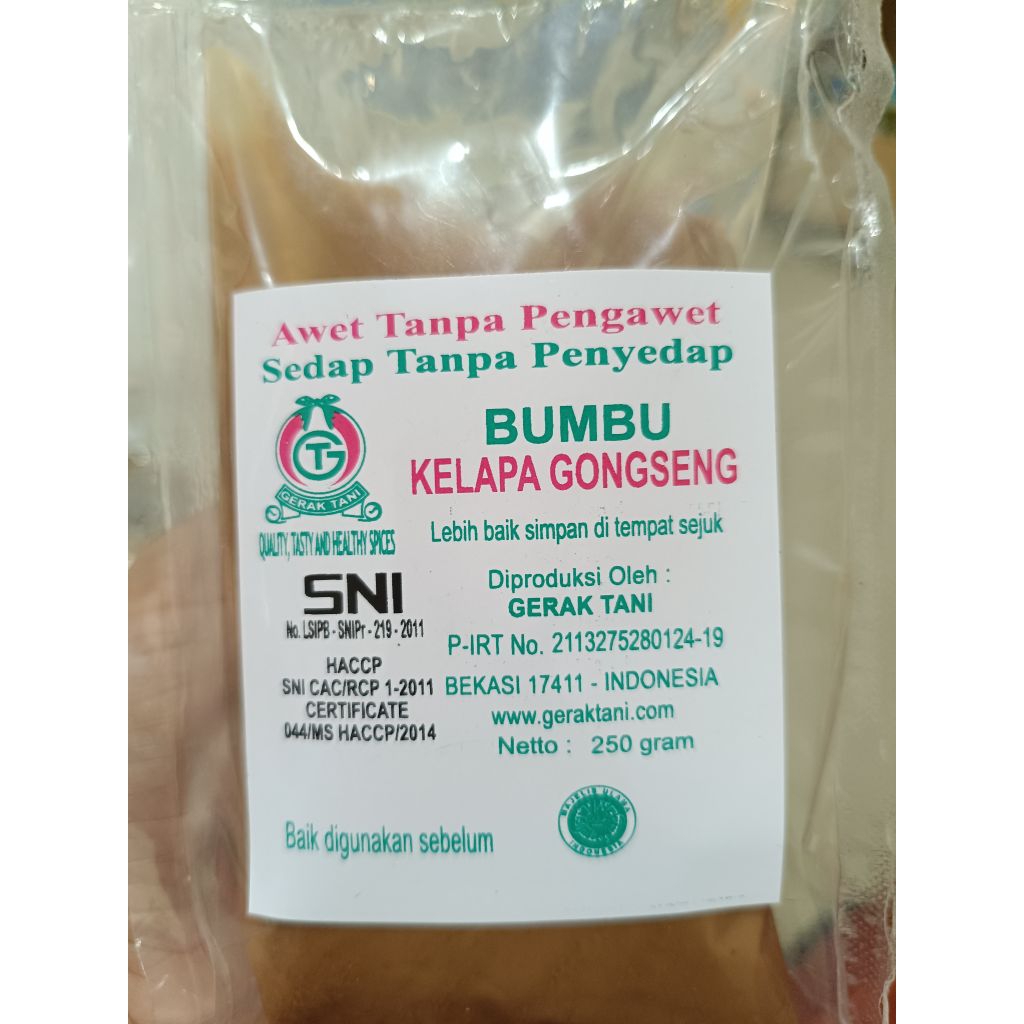 Awet Tanpa Pengawet
Sedap Tanpa Penyedap
GT
GERAK TANI
QUALITY, TASTY AND HEALTHY SPICES
BUMBU
KELAPA GONGSENG
Lebih baik simpan di tempat sejuk
SNI
No. LSIPB - SNIPr - 219 - 2011
HACCP
SNI CAC/RCP 1-2011
CERTIFICATE
044/MS HACCP/2014
Diproduksi Oleh :
GERAK TANI
P-IRT No. 2113275280124-19
BEKASI 17411 - INDONESIA
www.geraktani.com
Netto : 250 gram
Baik digunakan sebelum
MAJELIS ULAMA